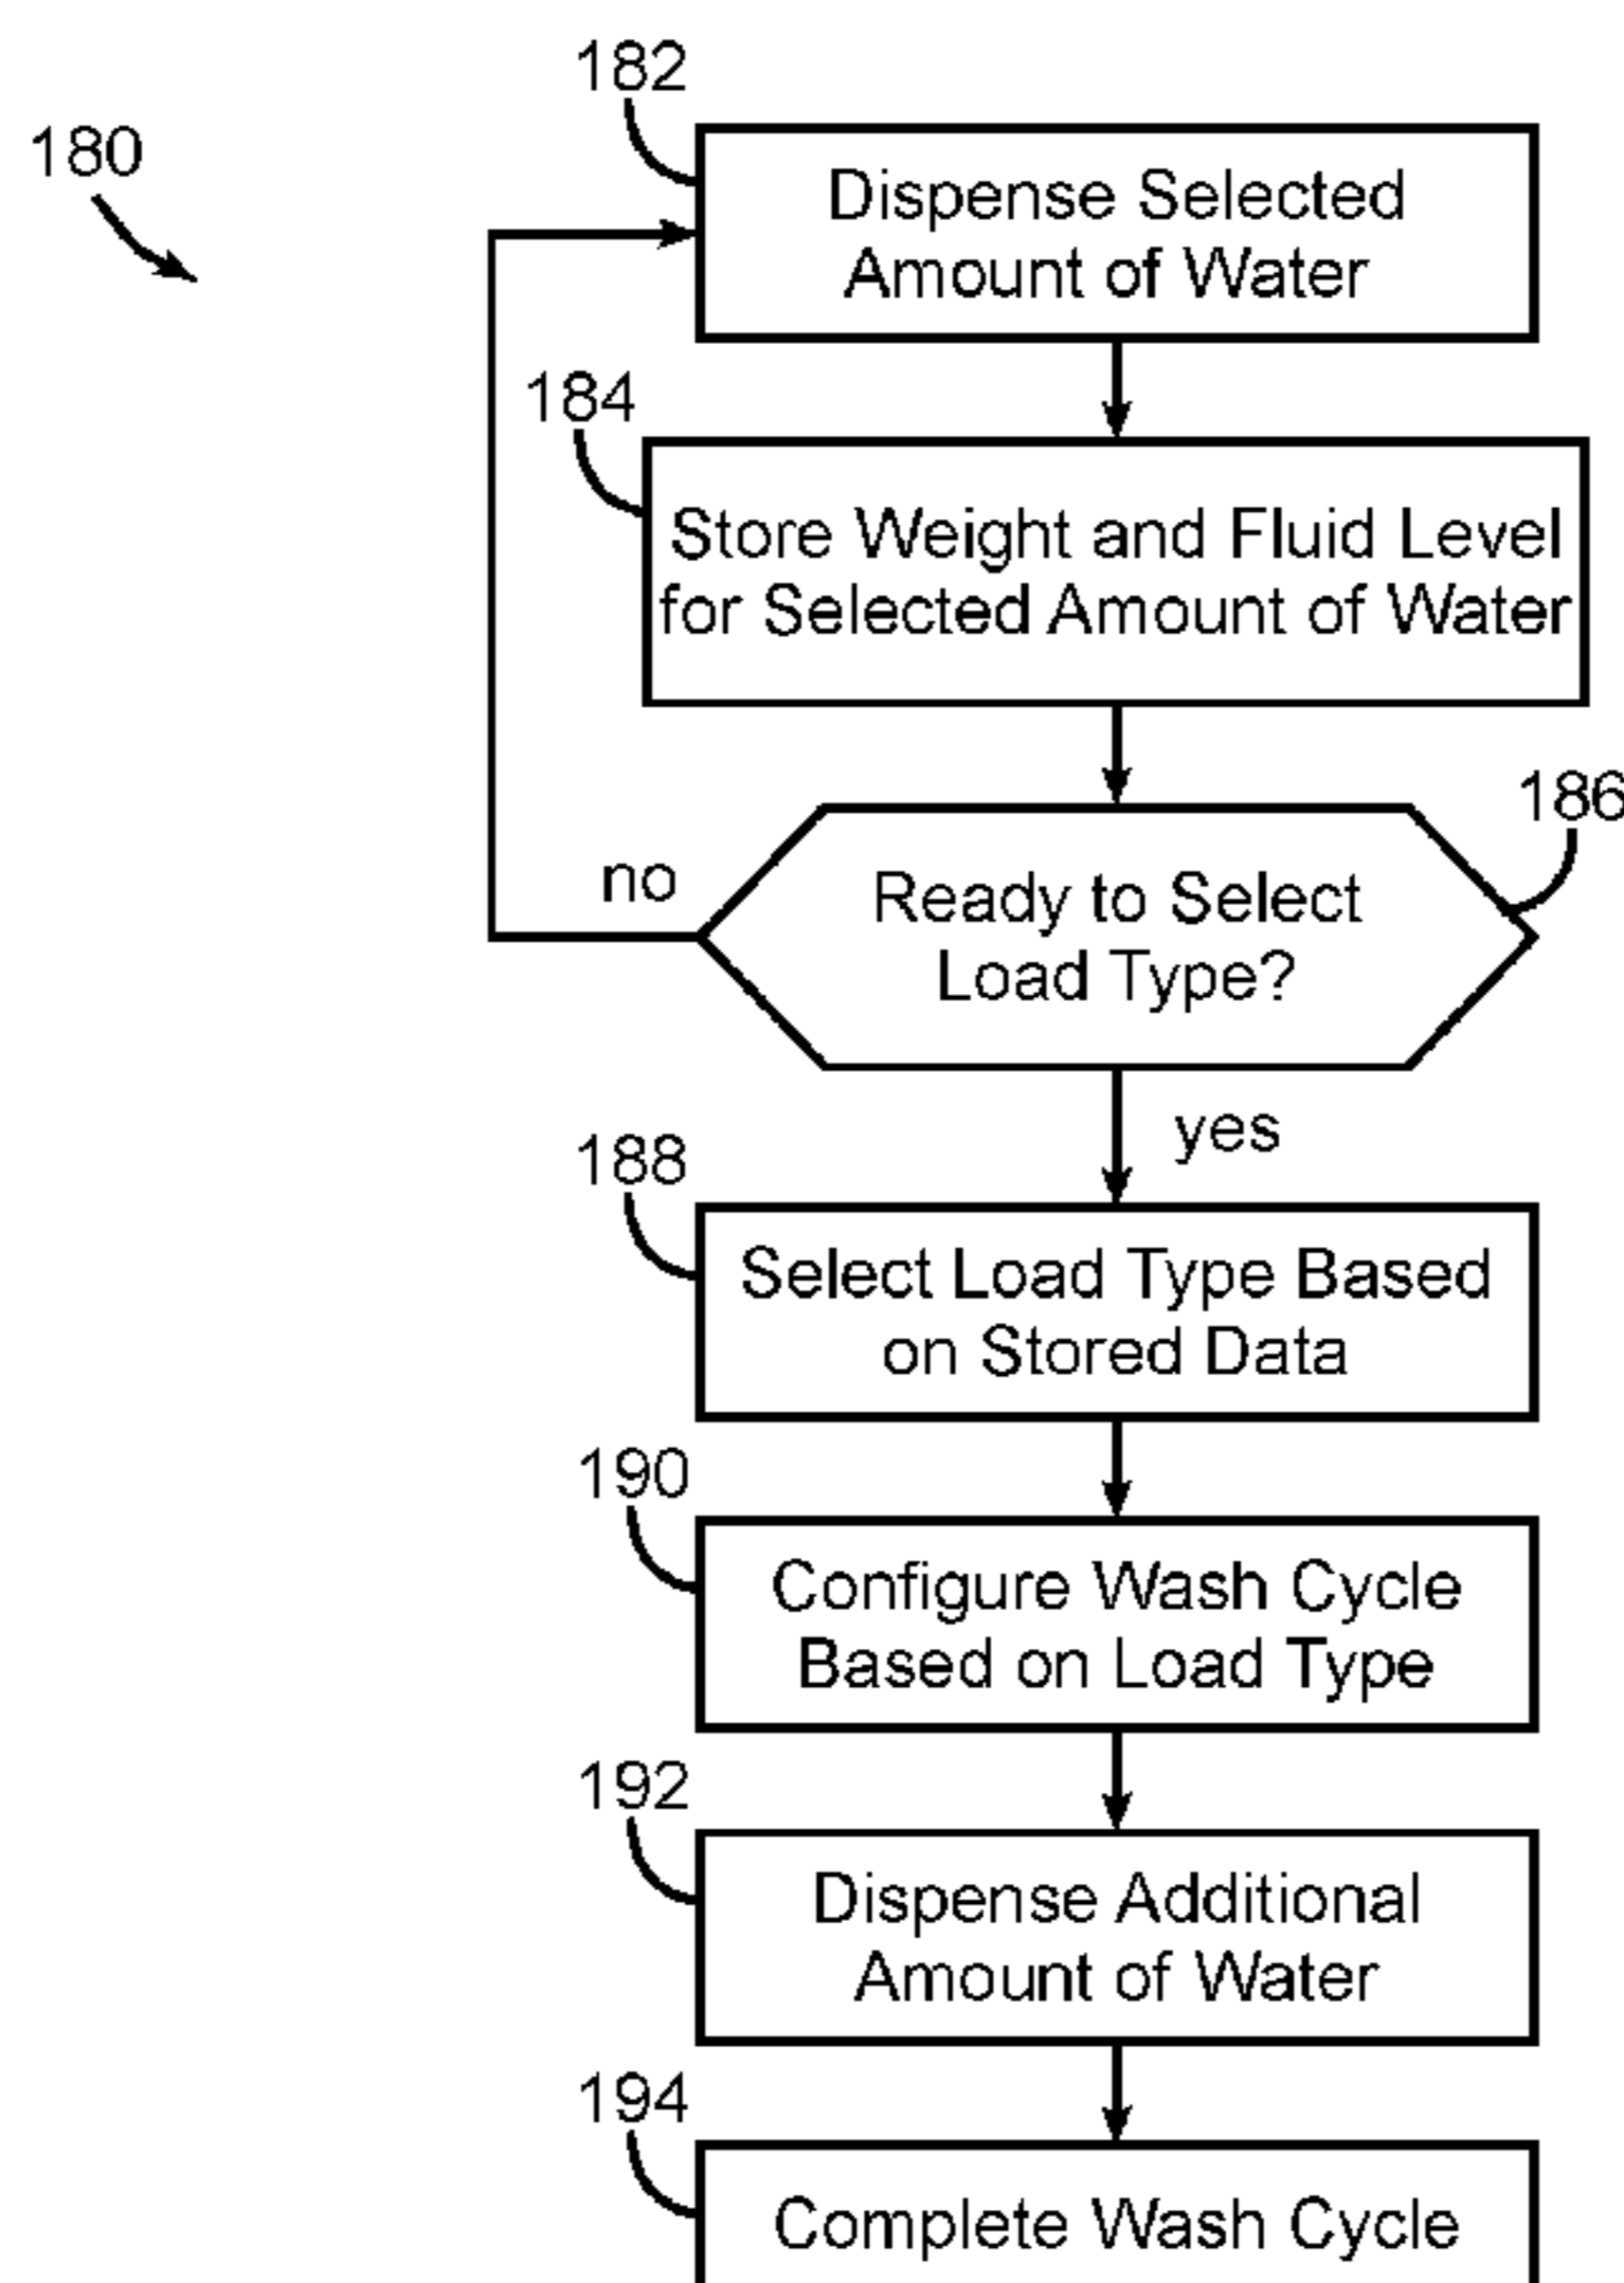 182
180
Dispense Selected
Amount of Water
184
Store Weight and Fluid Level
for Selected Amount of Water
186
no
Ready to Select
Load Type?
yes
188
Select Load Type Based
on Stored Data
190
Configure Wash Cycle
Based on Load Type
192
Dispense Additional
Amount of Water
194
Complete Wash Cycle